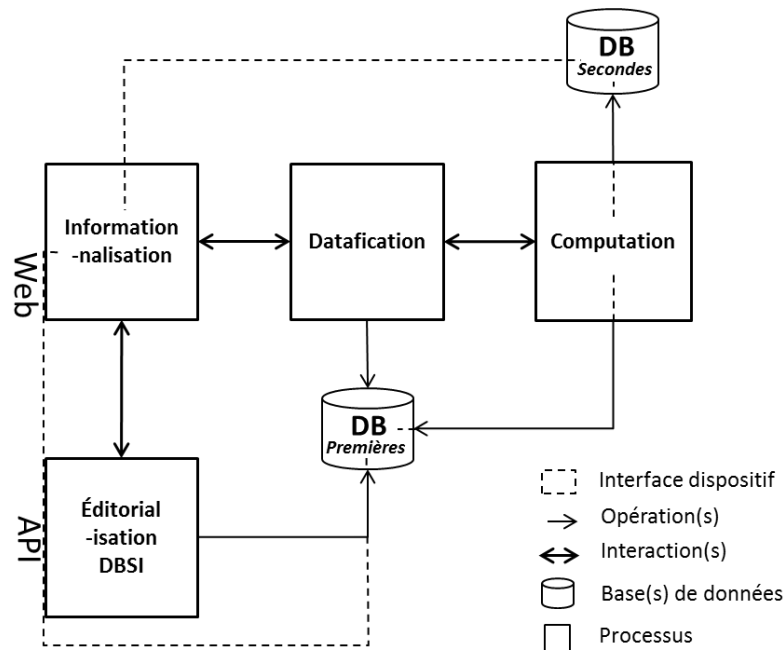 DB
Secondes
Information
-nalisation
Datafication
Computation
Web
DB
Premières
Éditorial
-isation
DBSI
API
Interface dispositif
Opération(s)
Interaction(s)
Base(s) de données
Processus